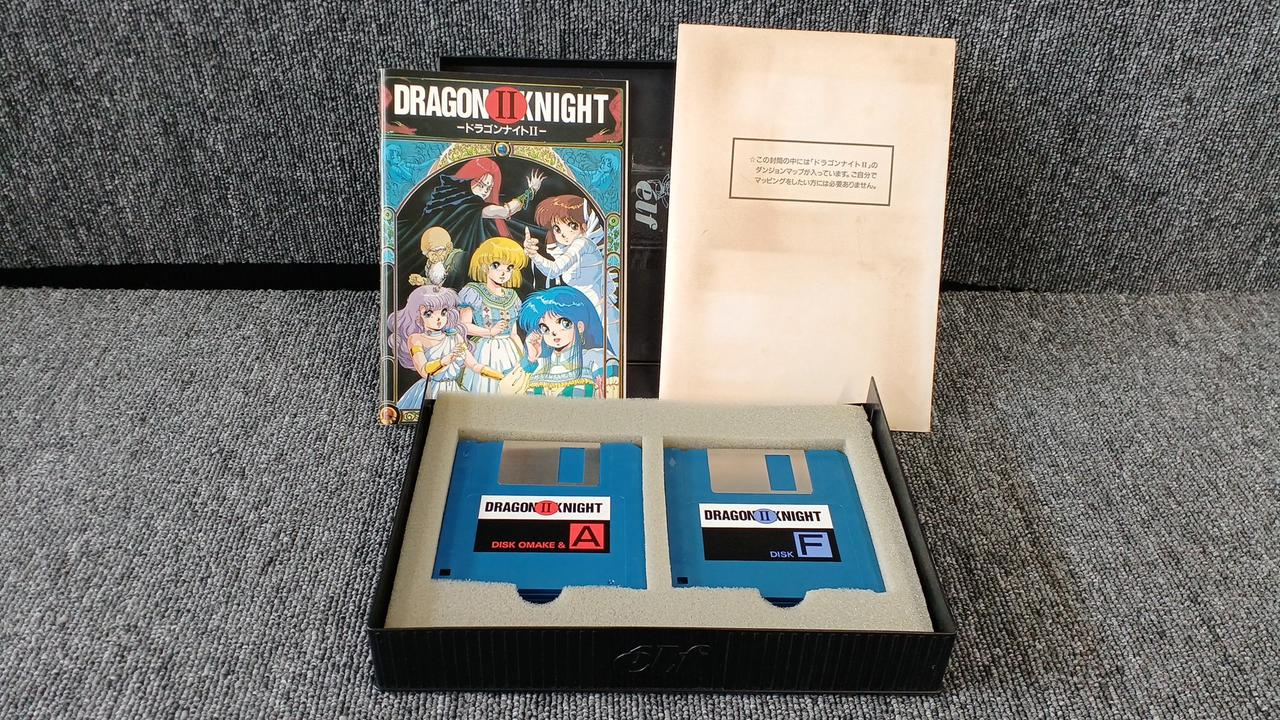 DRAGON II KNIGHT
−ドラゴンナイトII−
☆この封筒の中には「ドラゴンナイトII」の
ダンジョンマップが入っています。ご自分で
マッピングをしたい方には必要ありません。
elf
DRAGON II KNIGHT
DISK OMAKE & A
DRAGON II KNIGHT
DISK F
elf